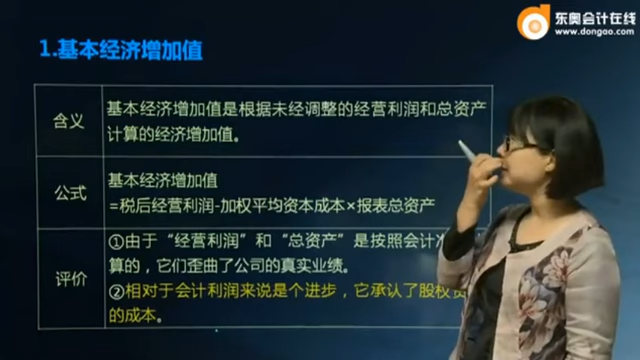 东奥会计在线
www.dongao.com
1.基本经济增加值
含义
基本经济增加值是根据未经调整的经营利润和总资产
计算的经济增加值。
公式
基本经济增加值
=税后经营利润-加权平均资本成本×报表总资产
评价
①由于“经营利润”和“总资产”是按照会计
算的，它们歪曲了公司的真实业绩。
②相对于会计利润来说是个进步，它承认了股权
的成本。